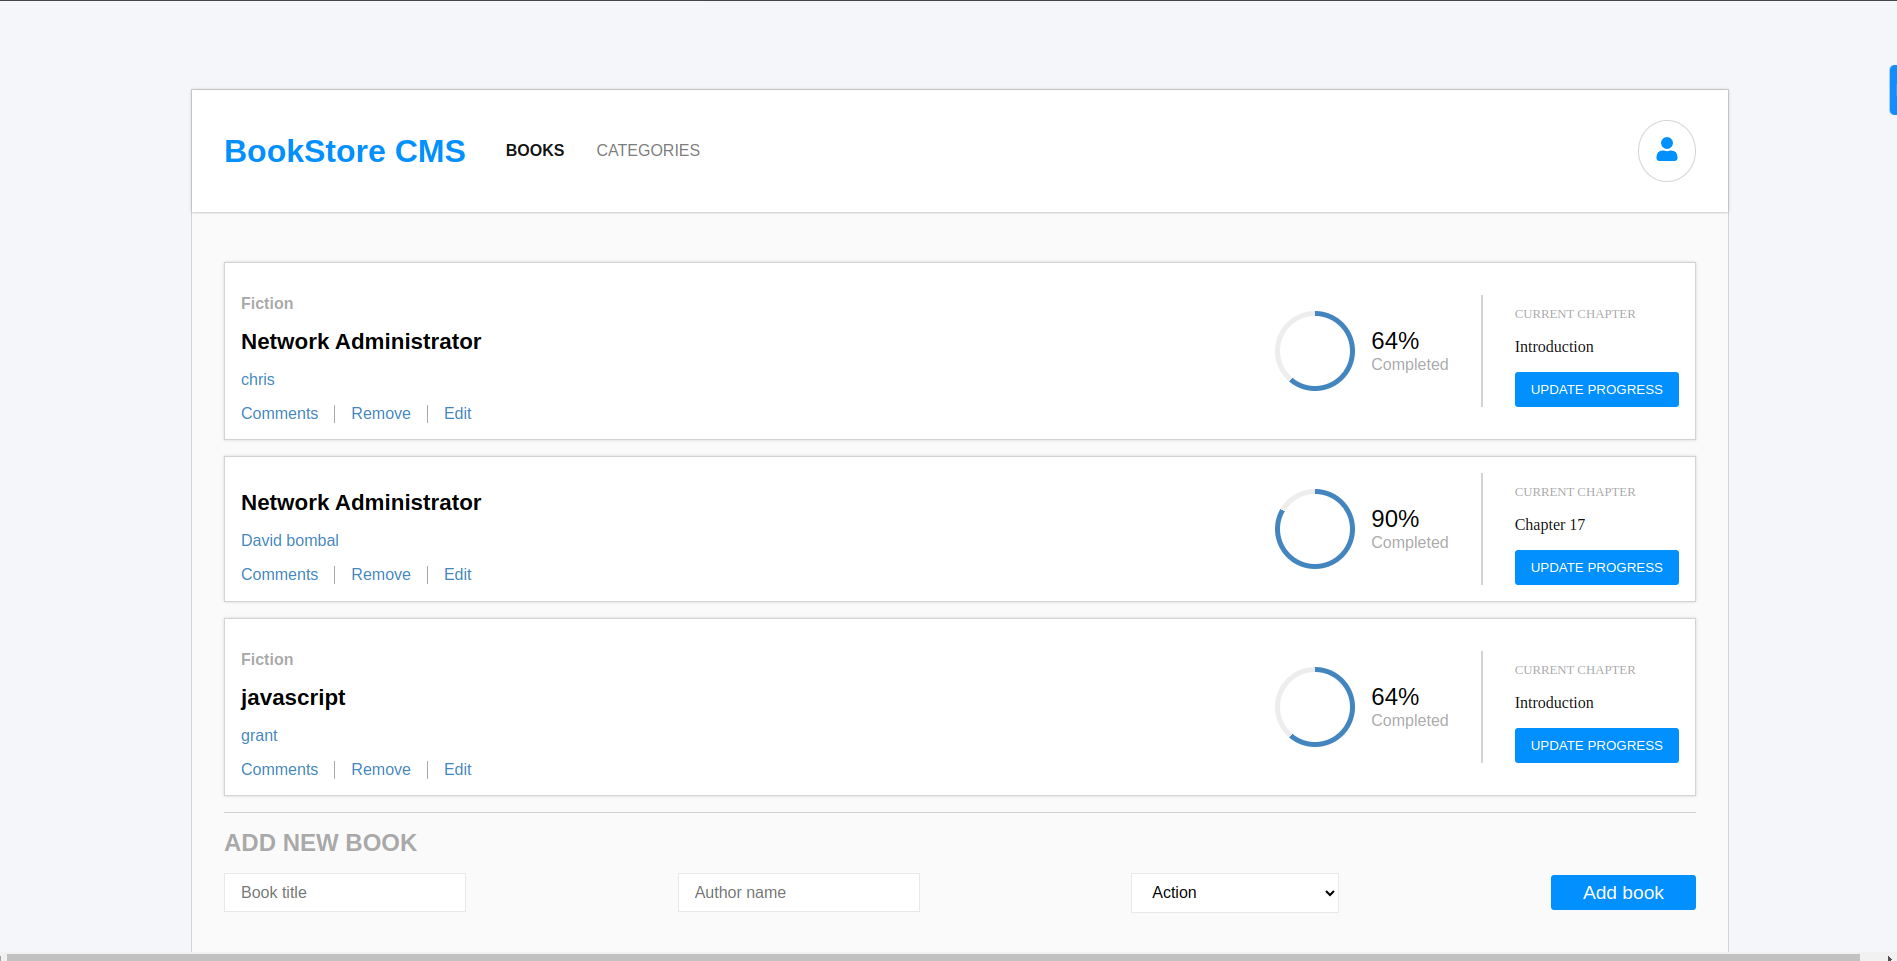 BookStore CMS BOOKS CATEGORIES
Fiction
Network Administrator
chris
Comments Remove Edit
64%
Completed
CURRENT CHAPTER
Introduction
UPDATE PROGRESS
Network Administrator
David bombal
Comments Remove Edit
90%
Completed
CURRENT CHAPTER
Chapter 17
UPDATE PROGRESS
Fiction
javascript
grant
Comments Remove Edit
64%
Completed
CURRENT CHAPTER
Introduction
UPDATE PROGRESS
ADD NEW BOOK
Book title Author name Action Add book